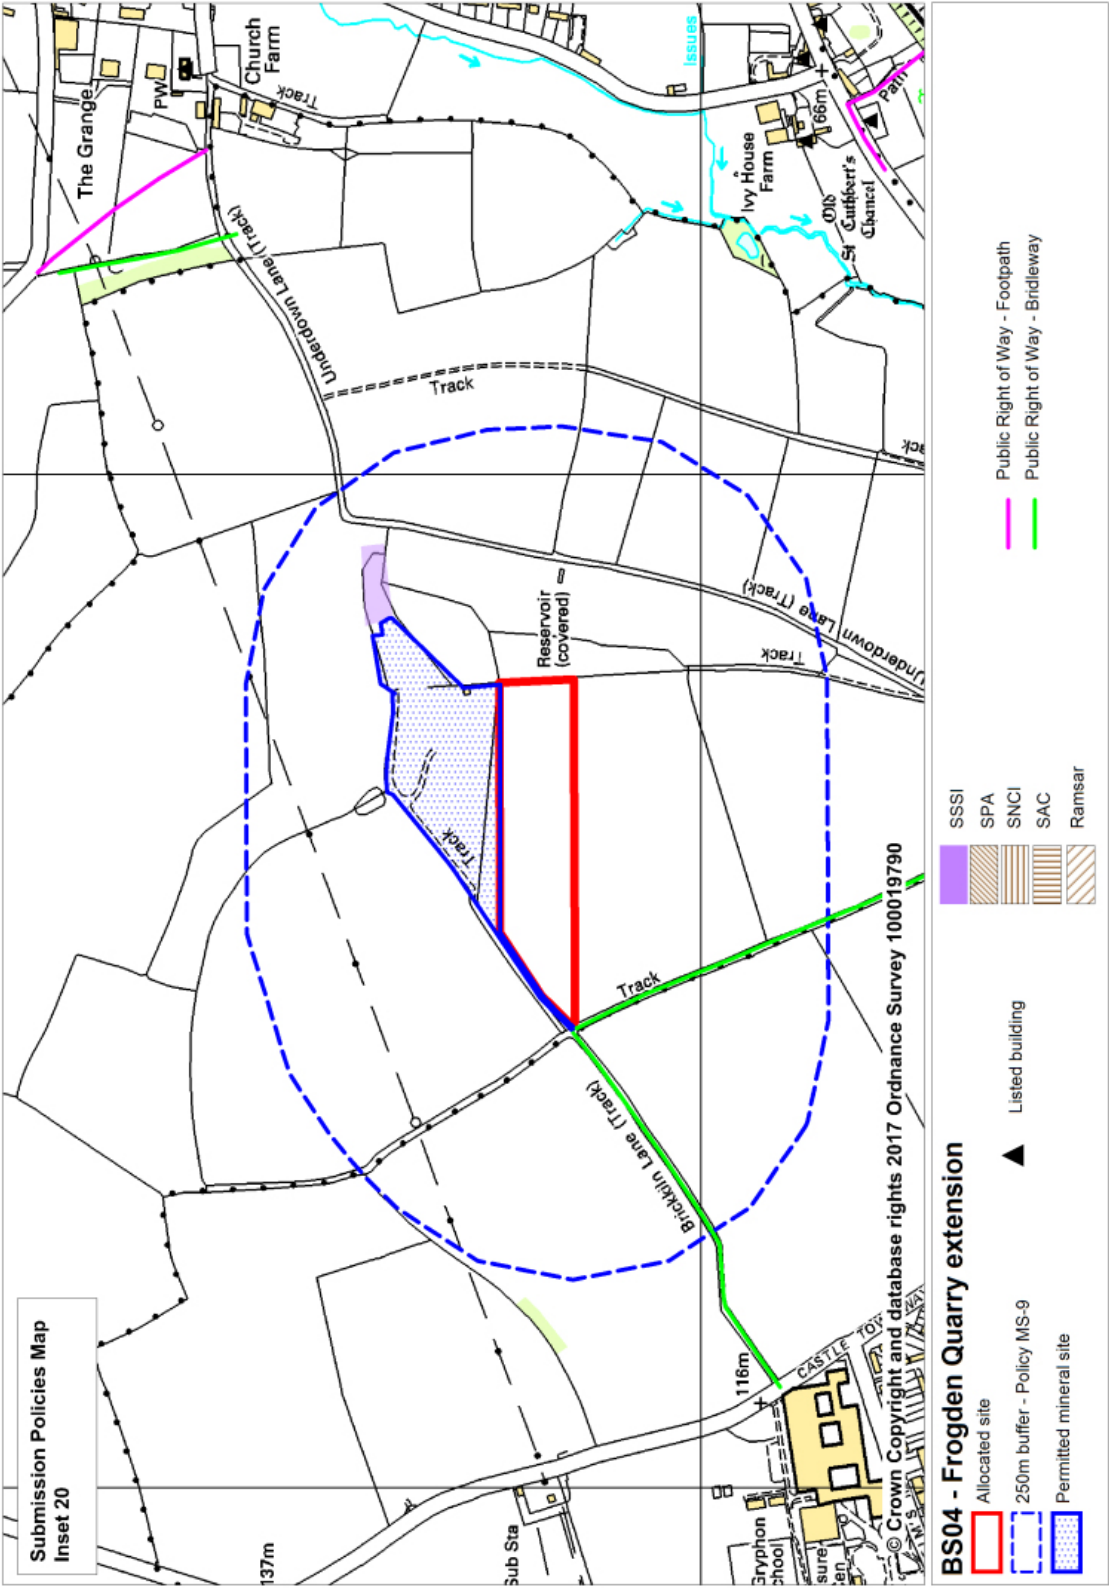 Submission Policies Map
Inset 20
137m
Sub Sta
116m
CASTLE TOW
Gryphon
chool
sure
en
M'S
Brickkiln Lane (Track)
Track
Track
Reservoir
(covered)
Track
Underdown Lane (Track)
Underdown
Track
Underdown Lane (Track)
The Grange
PW
Church
Farm
Track
Issues
Ivy House
Farm
66m
Path
Old
St Cuthbert's
Chancel
© Crown Copyright and database rights 2017 Ordnance Survey 100019790
BS04 - Frogden Quarry extension
Allocated site
250m buffer - Policy MS-9
Permitted mineral site
Listed building
SSSI
SPA
SNCI
SAC
Ramsar
Public Right of Way - Footpath
Public Right of Way - Bridleway